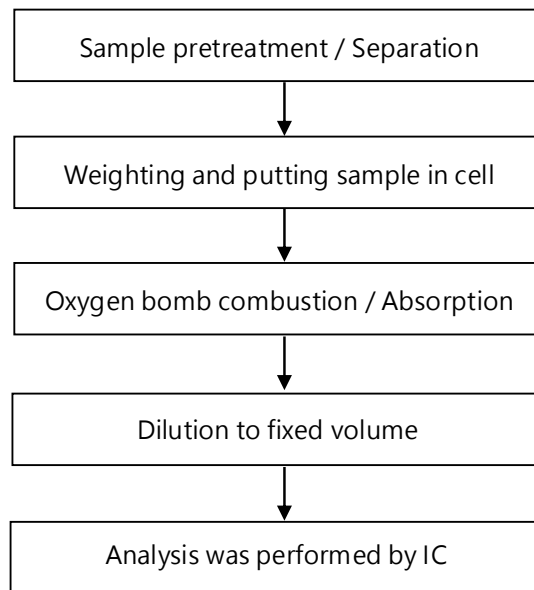 Sample pretreatment / Separation
Weighting and putting sample in cell
Oxygen bomb combustion / Absorption
Dilution to fixed volume
Analysis was performed by IC